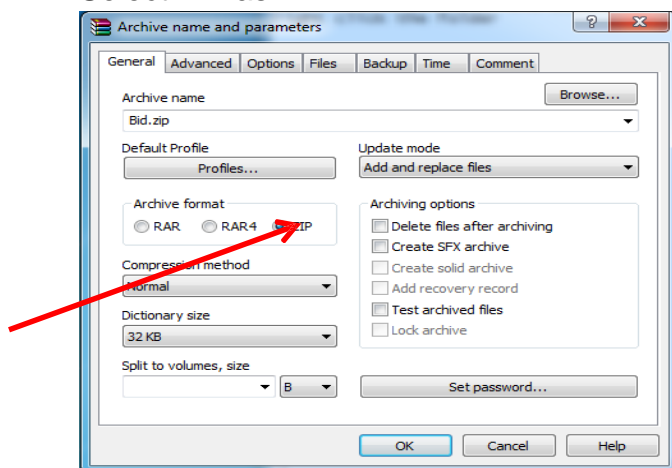 Archive name and parameters
General Advanced Options Files Backup Time Comment
Archive name
Browse...
Bid.zip
Default Profile
Profiles...
Update mode
Add and replace files
Archive format
RAR RAR4 ZIP
Archiving options
Delete files after archiving
Create SFX archive
Create solid archive
Add recovery record
Test archived files
Lock archive
Compression method
Normal
Dictionary size
32 KB
Split to volumes, size
B
Set password...
OK Cancel Help